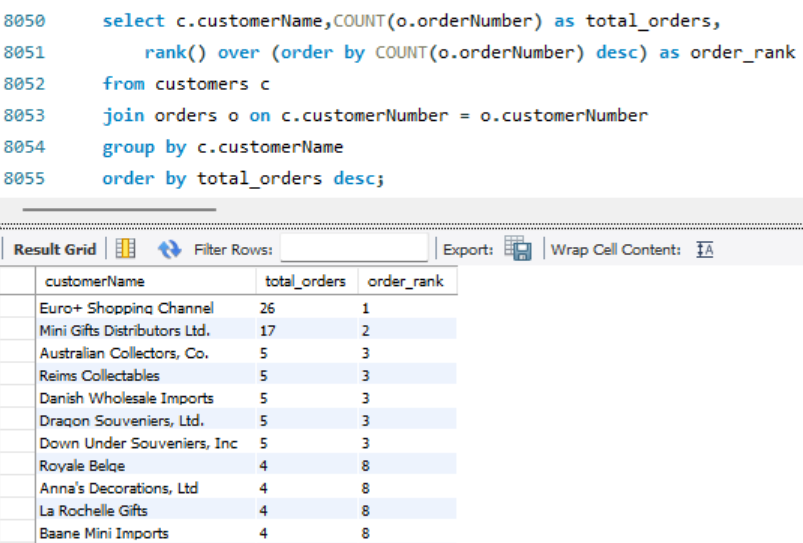 8050 select c.customerName,COUNT(o.orderNumber) as total_orders,
8051 rank() over (order by COUNT(o.orderNumber) desc) as order_rank
8052 from customers c
8053 join orders o on c.customerNumber = o.customerNumber
8054 group by c.customerName
8055 order by total_orders desc;
Result Grid Filter Rows: Export: Wrap Cell Content: IA
customerName total_orders order_rank
Euro+ Shopping Channel 26 1
Mini Gifts Distributors Ltd. 17 2
Australian Collectors, Co. 5 3
Reims Collectables 5 3
Danish Wholesale Imports 5 3
Dragon Souveniers, Ltd. 5 3
Down Under Souveniers, Inc 5 3
Royale Belge 4 8
Anna's Decorations, Ltd 4 8
La Rochelle Gifts 4 8
Baane Mini Imports 4 8